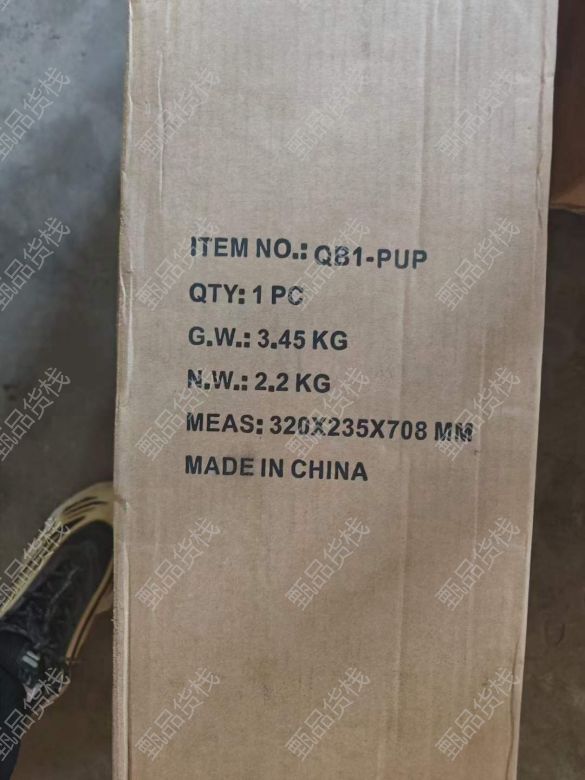 ITEM NO.: QB1-PUP
QTY: 1 PC
G.W.: 3.45 KG
N.W.: 2.2 KG
MEAS: 320X235X708 MM
MADE IN CHINA
甄品货栈